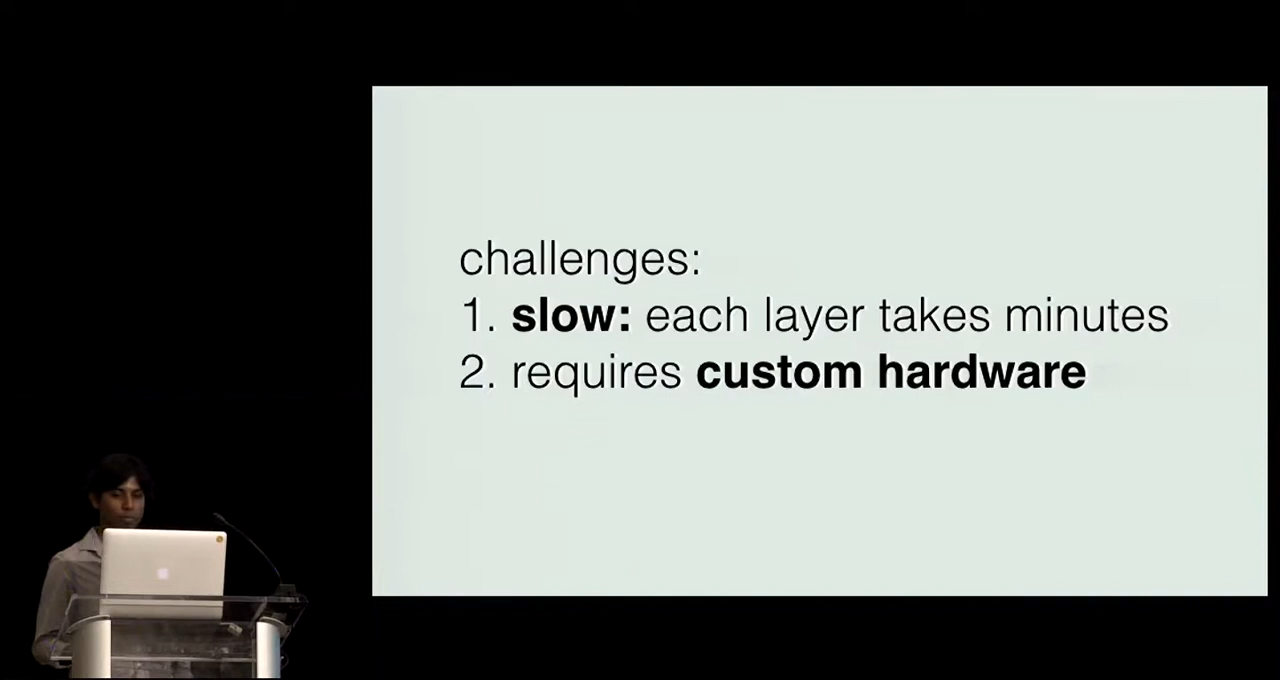 challenges:
1. slow: each layer takes minutes
2. requires custom hardware